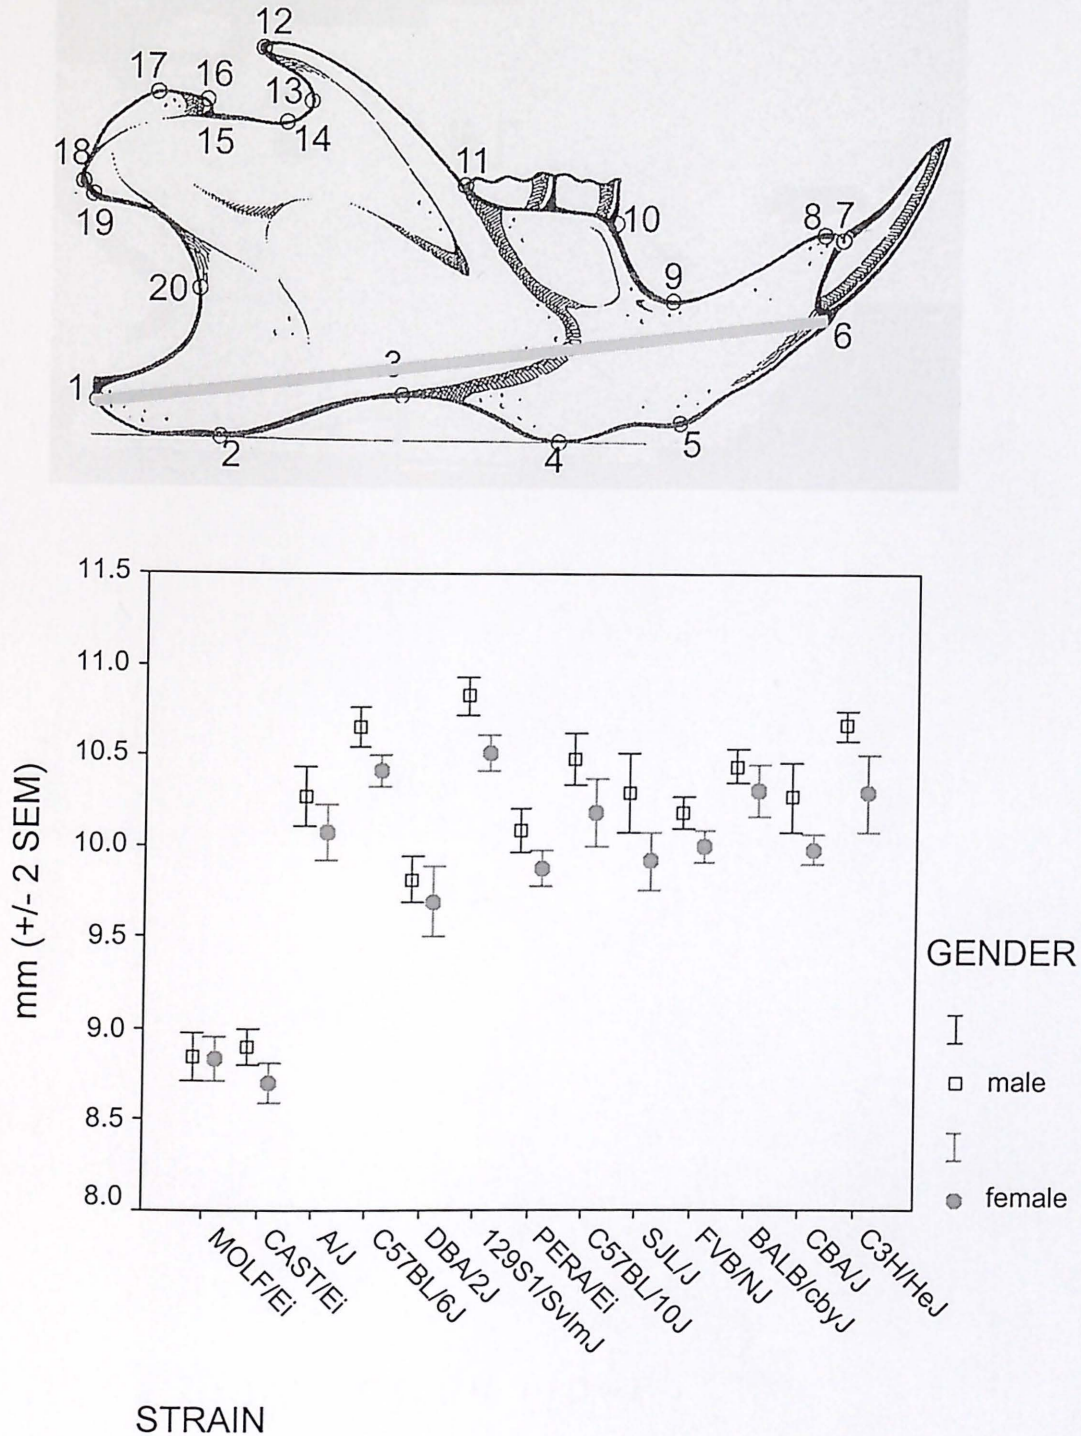 12
17 16
13
15 14
18
11
19
10
8 7
20
9
6
1
3
2
4
5
11.5
11.0
10.5
10.0
9.5
9.0
8.5
8.0
mm (+/- 2 SEM)
MOLF/Ei
CAST/Ei
A/J
C57BL/6J
DBA/2J
129S1/SvImJ
PERA/Ei
C57BL/10J
SJL/J
FVB/NJ
BALB/cbyJ
CBA/J
C3H/HeJ
STRAIN
GENDER
male
female